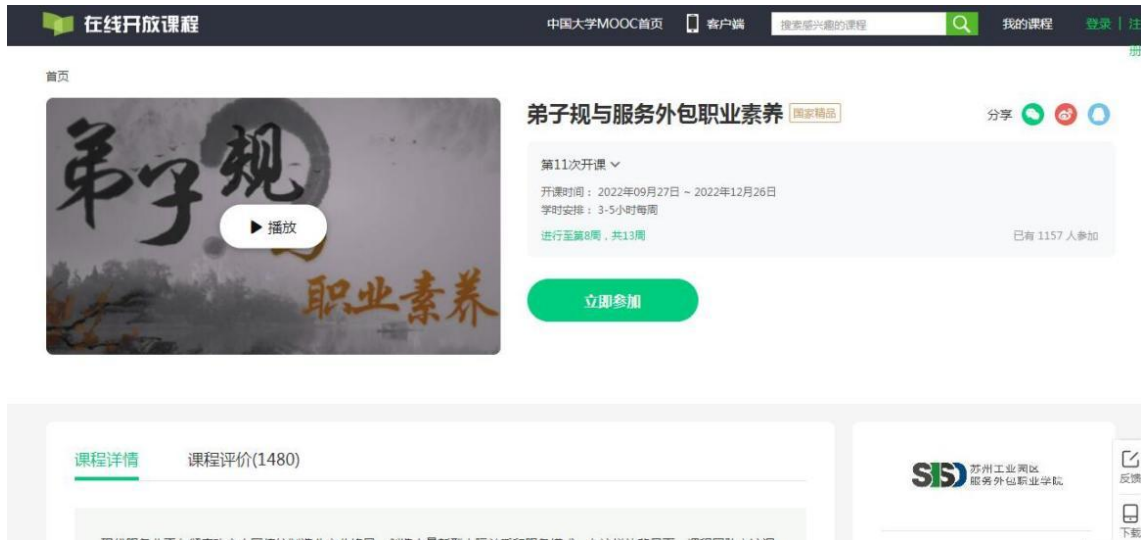 在线开放课程
中国大学MOOC首页
客户端
搜索感兴趣的课程
我的课程
登录 | 注册
首页
弟子规
与
职业素养
播放
弟子规与服务外包职业素养 国家精品
分享
第11次开课
开课时间：2022年09月27日 ~ 2022年12月26日
学时安排：3-5小时每周
进行至第8周，共13周
已有 1157 人参加
立即参加
课程详情
课程评价(1480)
SISO 苏州工业园区
服务外包职业学院
反馈
下载